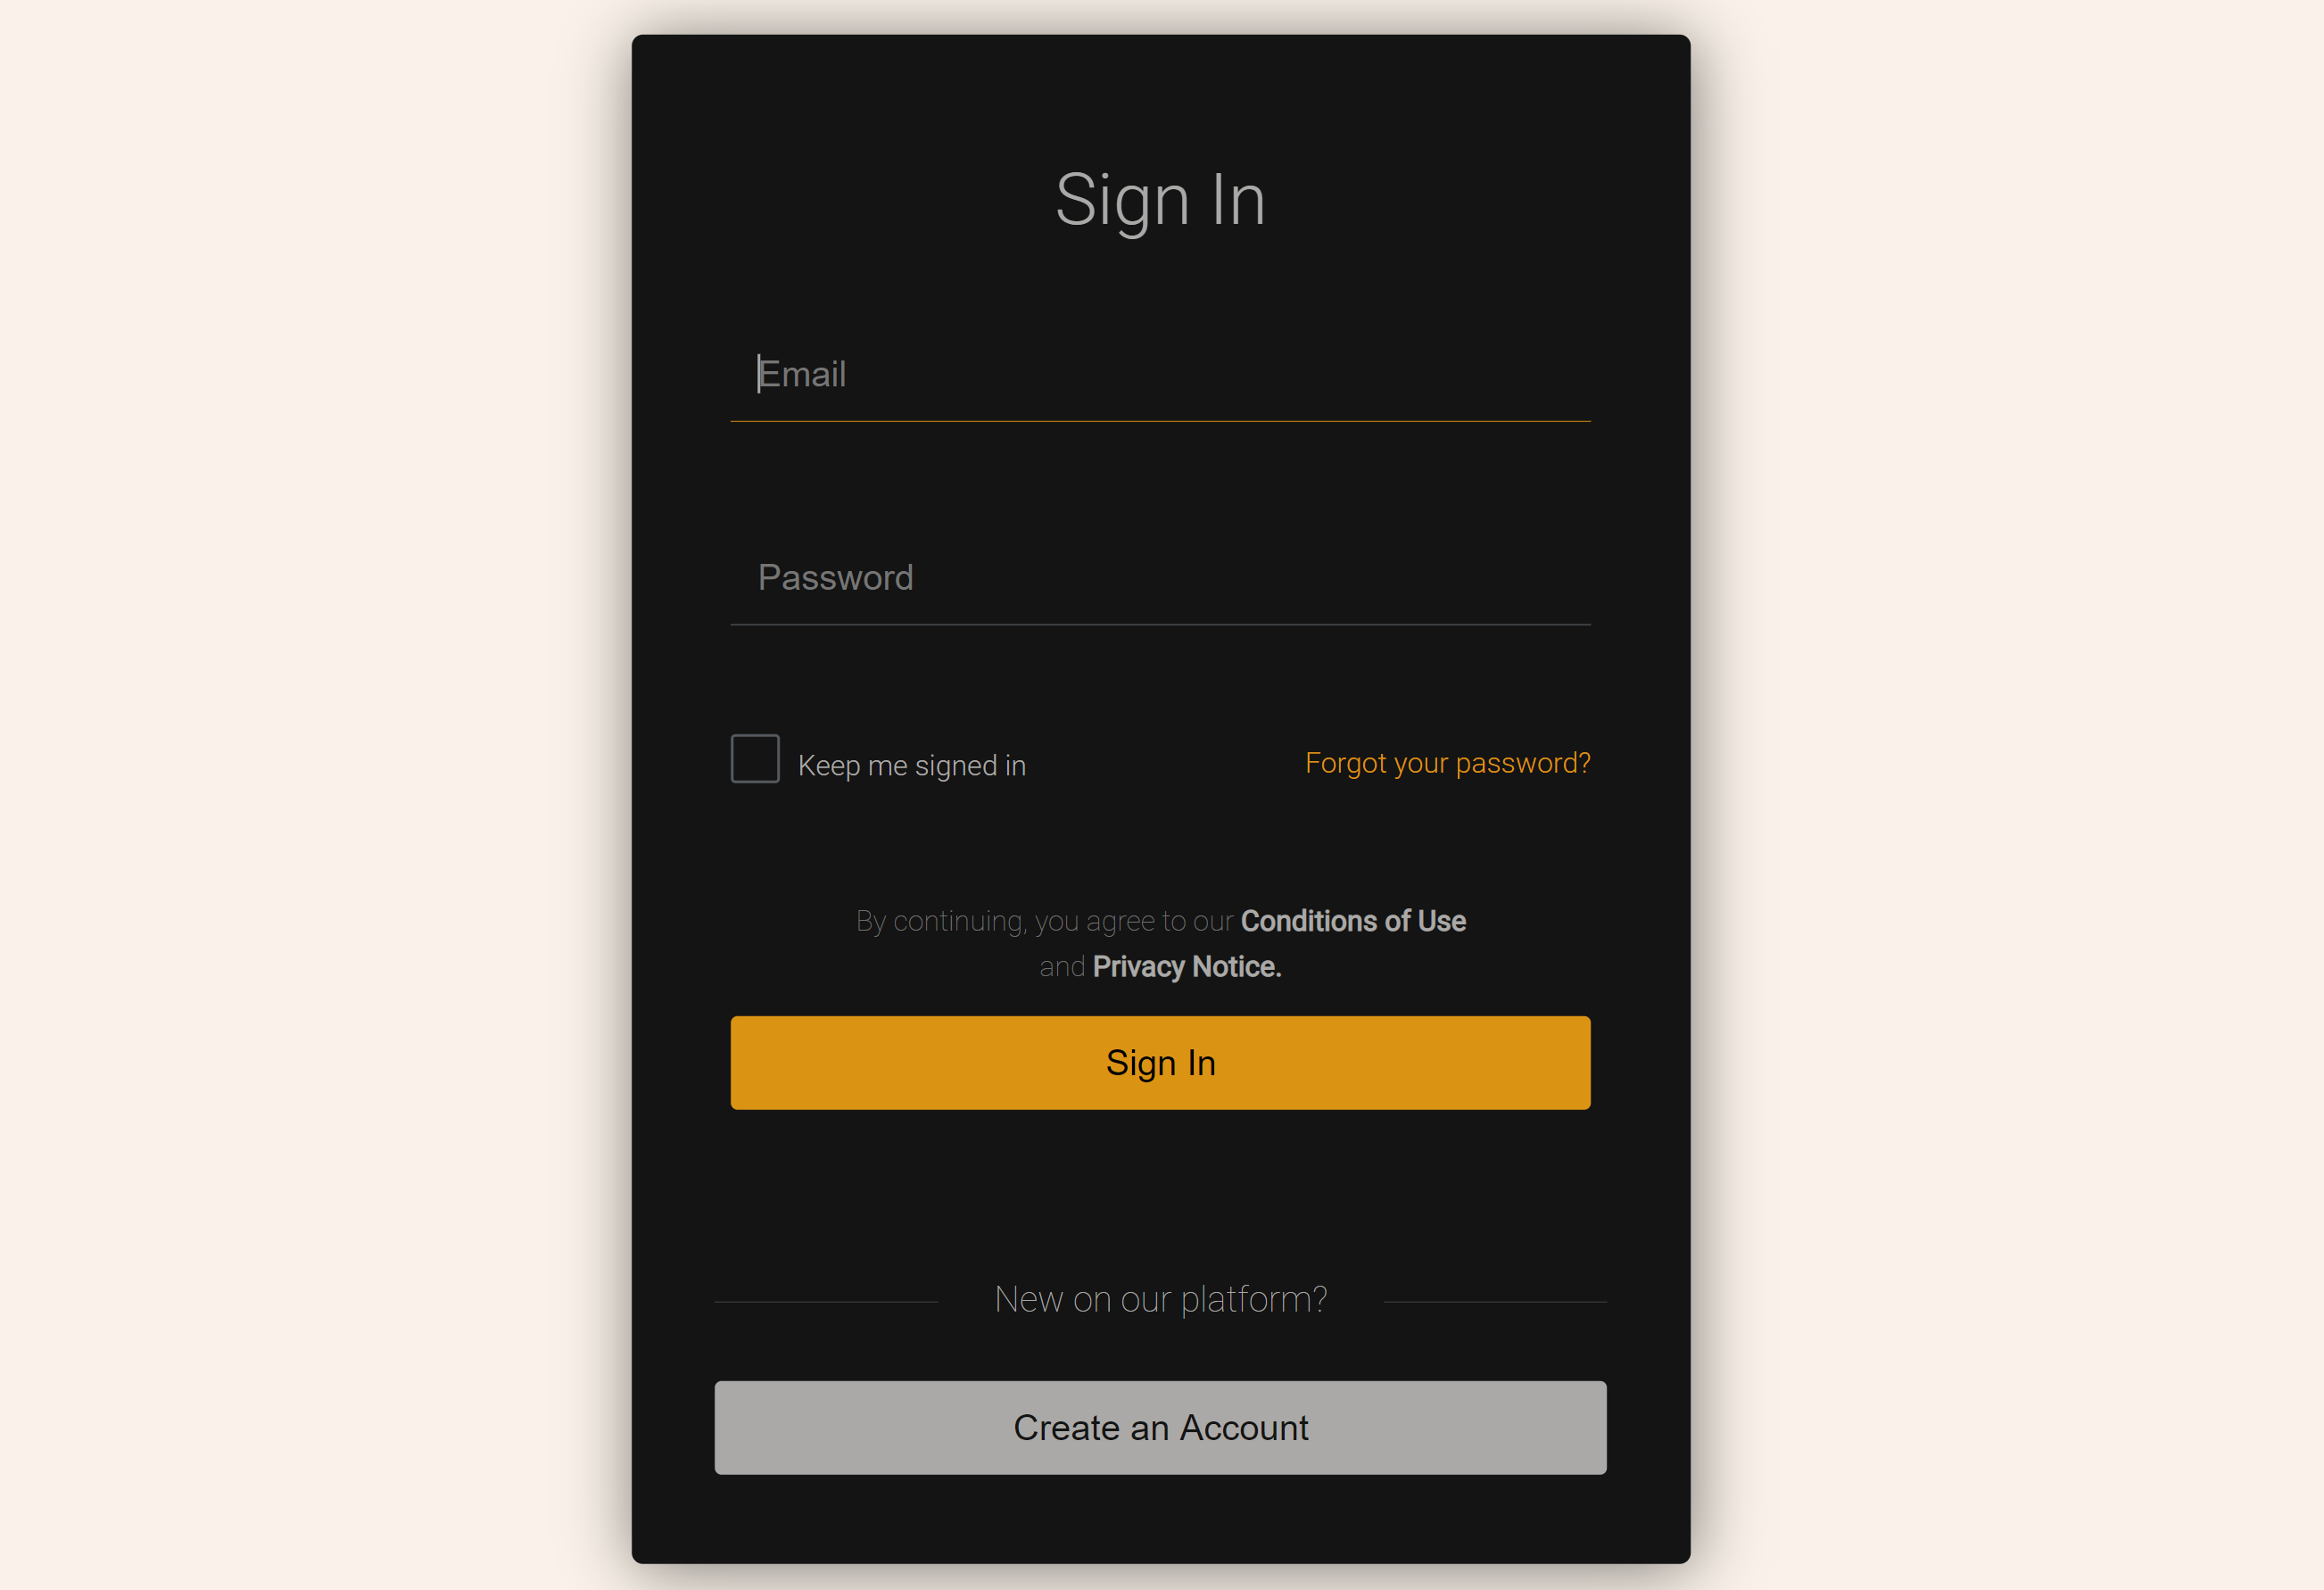 Sign In
Email
Password
Keep me signed in
Forgot your password?
By continuing, you agree to our Conditions of Use
and Privacy Notice.
Sign In
New on our platform?
Create an Account